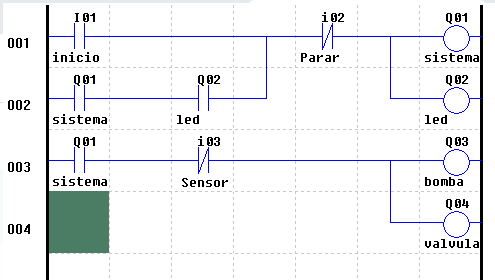 I01 i02 Q01
001
inicio Parar sistema
Q01 Q02 Q02
002
sistema led led
Q01 i03 Q03
003
sistema Sensor bomba
Q04
004
valvula